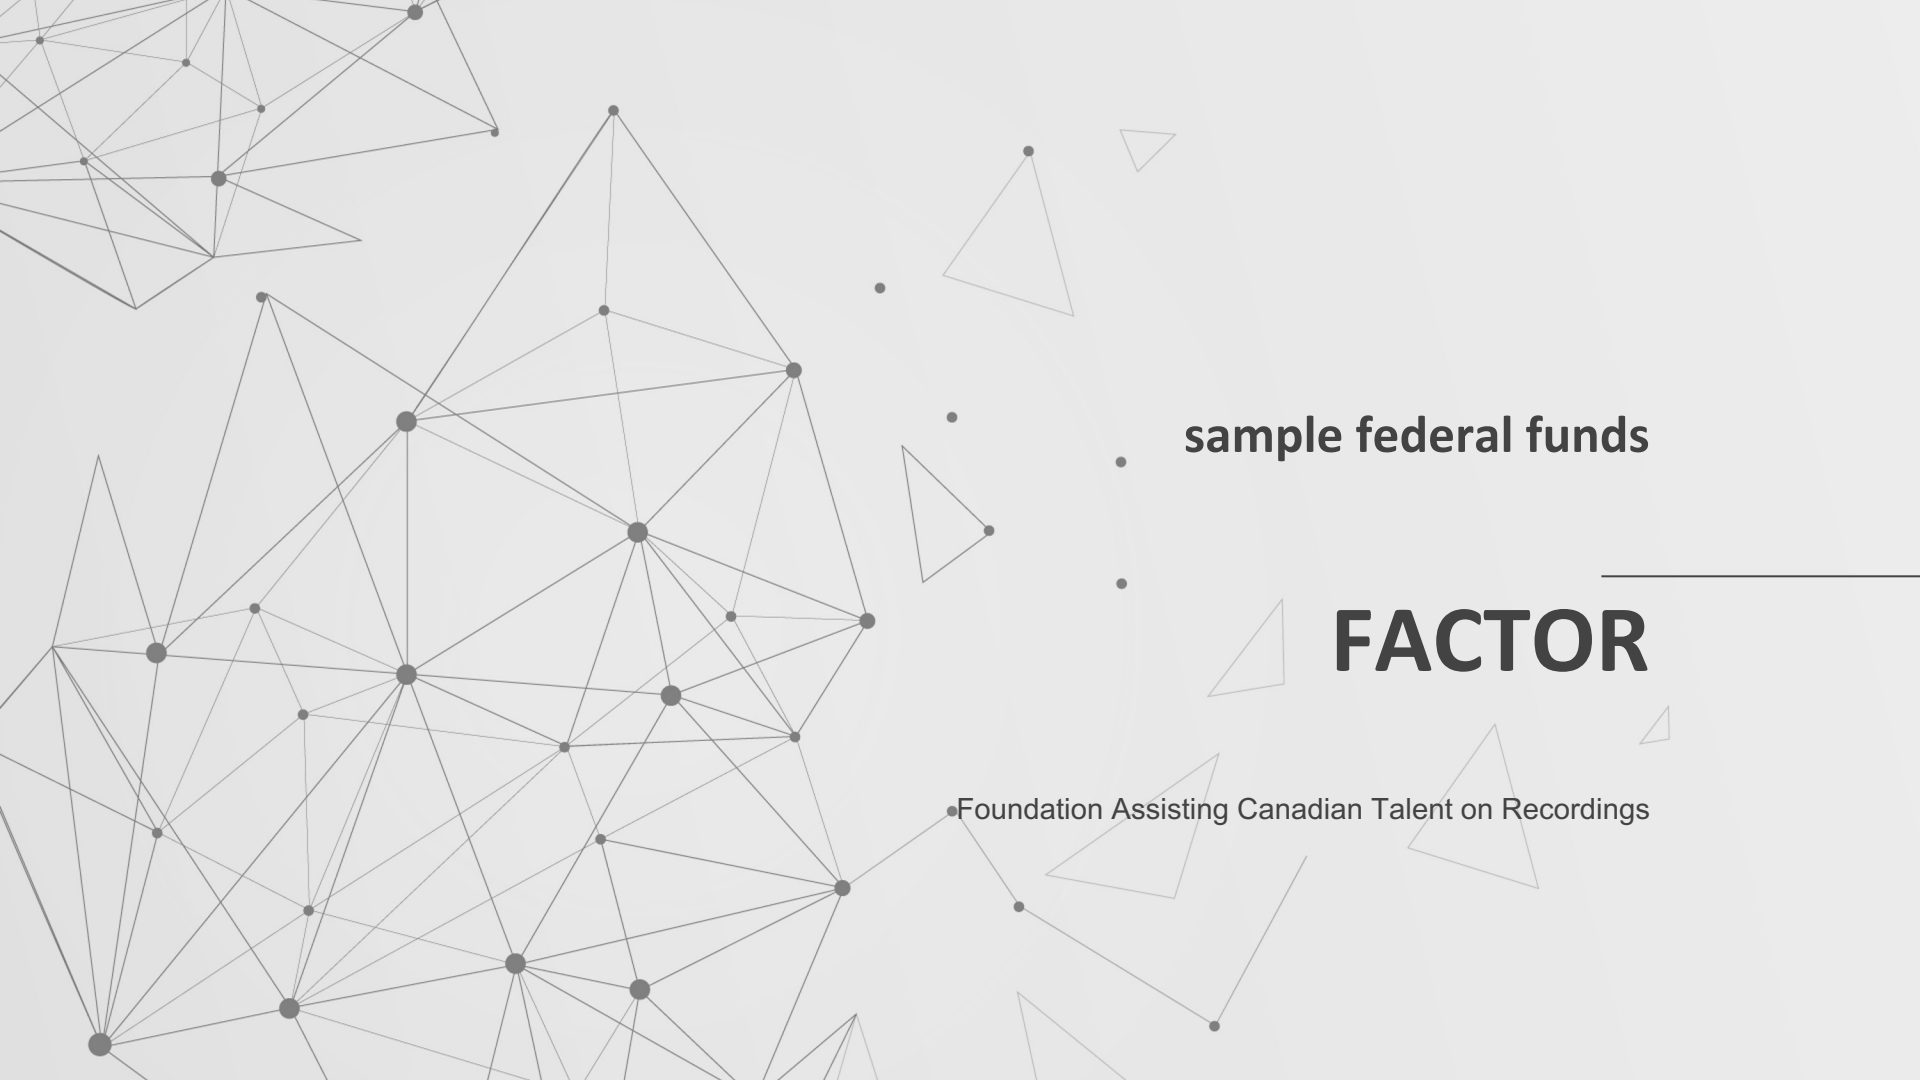 sample federal funds
FACTOR
Foundation Assisting Canadian Talent on Recordings